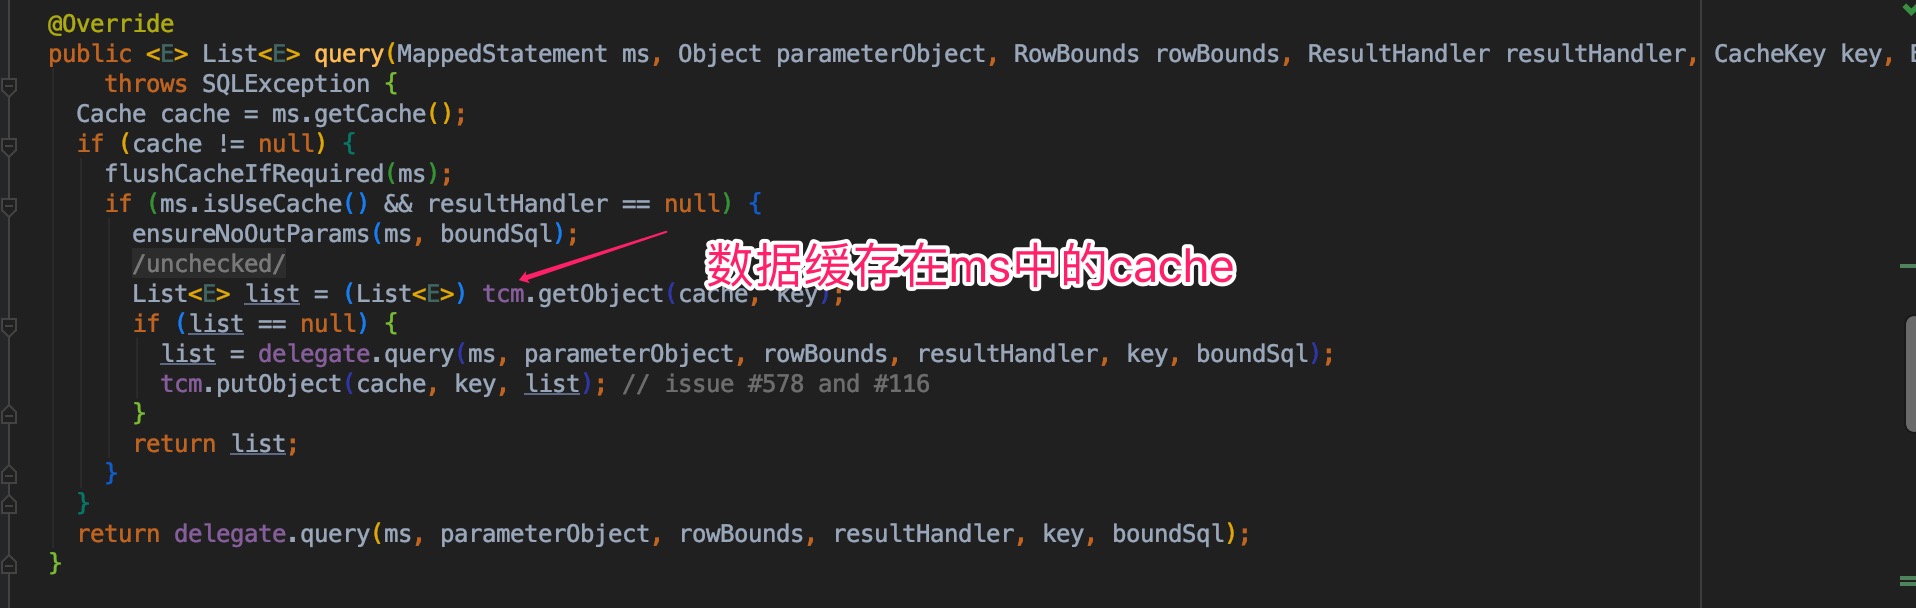 @Override
public <E> List<E> query(MappedStatement ms, Object parameterObject, RowBounds rowBounds, ResultHandler resultHandler, CacheKey key,
throws SQLException {
Cache cache = ms.getCache();
if (cache != null) {
flushCacheIfRequired(ms);
if (ms.isUseCache() && resultHandler == null) {
ensureNoOutParams(ms, boundSql);
/unchecked/
数据缓存在ms中的cache
List<E> list = (List<E>) tcm.getObject(cache, key);
if (list == null) {
list = delegate.query(ms, parameterObject, rowBounds, resultHandler, key, boundSql);
tcm.putObject(cache, key, list); // issue #578 and #116
}
return list;
}
}
return delegate.query(ms, parameterObject, rowBounds, resultHandler, key, boundSql);
}